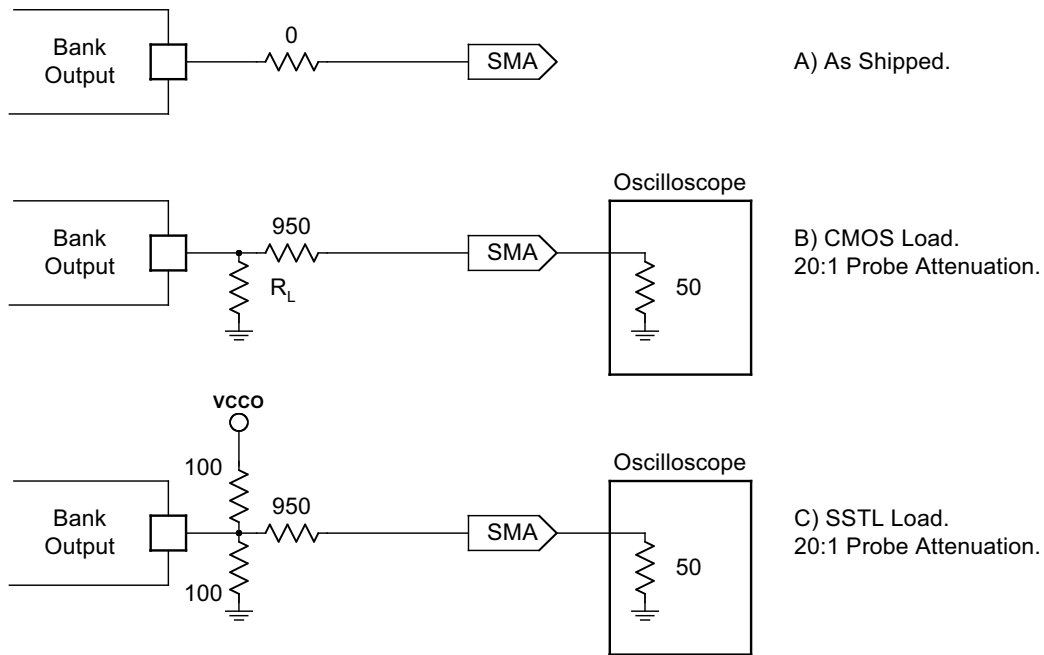 Bank
Output
0
SMA
A) As Shipped.
Oscilloscope
Bank
Output
950
R_L
SMA
50
B) CMOS Load.
20:1 Probe Attenuation.
VCCO
100
Oscilloscope
Bank
Output
950
SMA
50
C) SSTL Load.
20:1 Probe Attenuation.
100